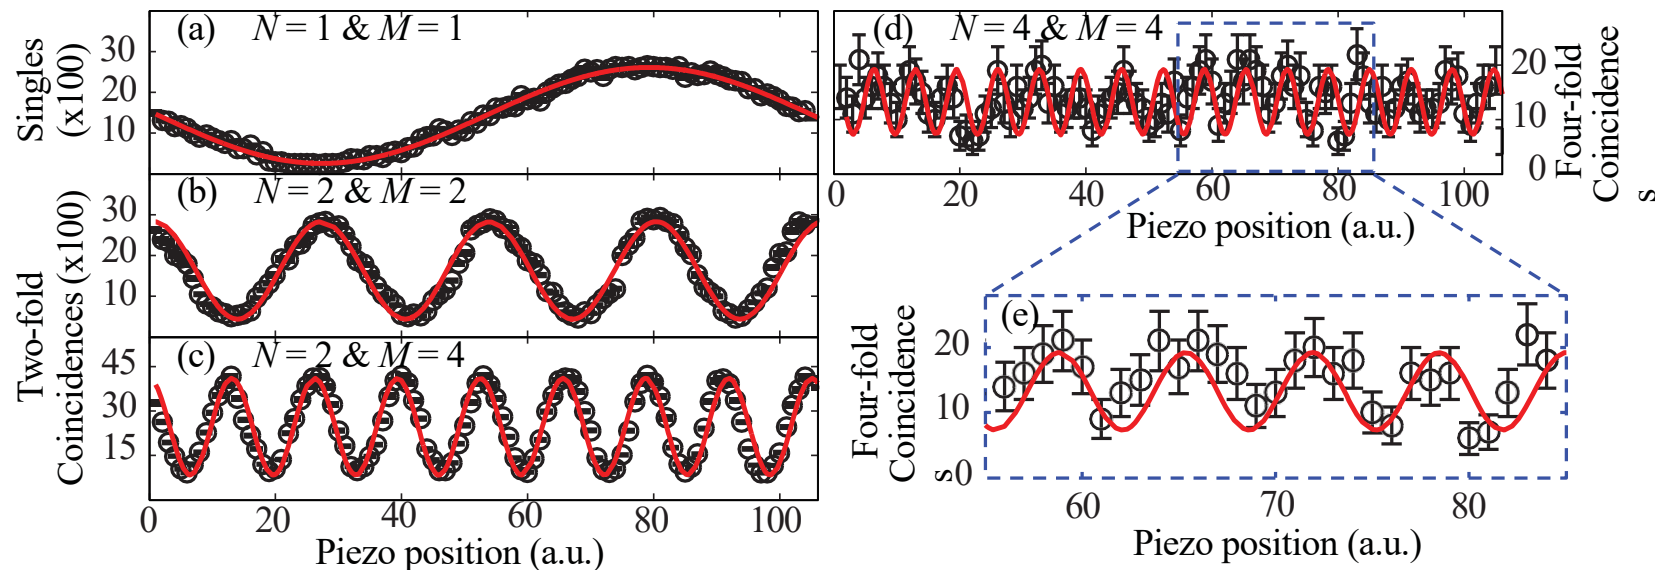 (a) N = 1 & M = 1
Singles
(x100)
30
20
10
(b) N = 2 & M = 2
30
20
10
Two-fold
Coincidences (x100)
(c) N = 2 & M = 4
45
30
15
0 20 40 60 80 100
Piezo position (a.u.)
(d) N = 4 & M = 4
20
10
0
Four-fold
Coincidence
s
0 20 40 60 80 100
Piezo position (a.u.)
(e)
Four-fold
Coincidence
s
20
10
0
60 70 80
Piezo position (a.u.)